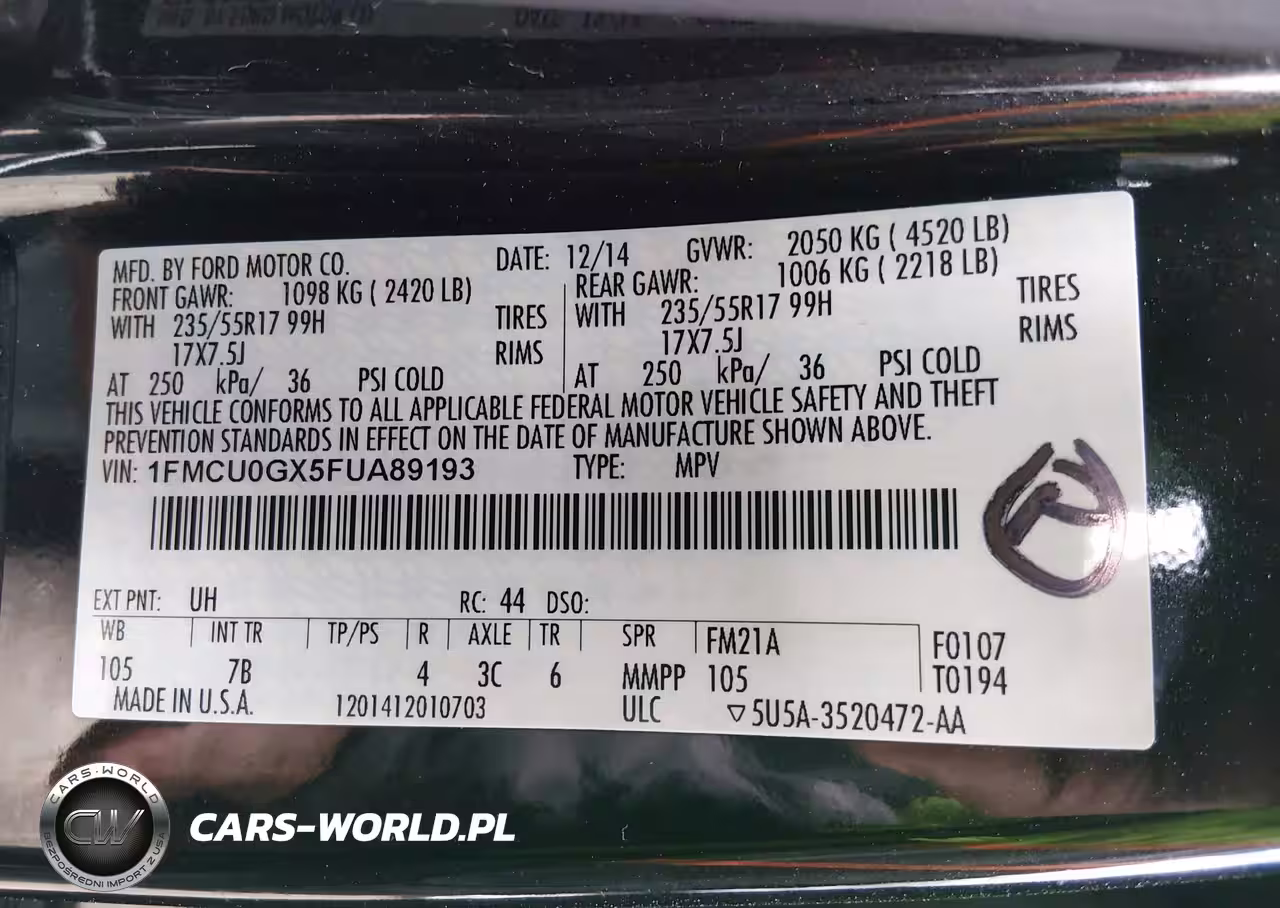 MFD. BY FORD MOTOR CO. DATE: 12/14 GVWR: 2050 KG ( 4520 LB)
FRONT GAWR: 1098 KG ( 2420 LB) REAR GAWR: 1006 KG ( 2218 LB)
WITH 235/55R17 99H TIRES WITH 235/55R17 99H TIRES
17X7.5J RIMS 17X7.5J RIMS
AT 250 kPa/ 36 PSI COLD AT 250 kPa/ 36 PSI COLD
THIS VEHICLE CONFORMS TO ALL APPLICABLE FEDERAL MOTOR VEHICLE SAFETY AND THEFT
PREVENTION STANDARDS IN EFFECT ON THE DATE OF MANUFACTURE SHOWN ABOVE.
VIN: 1FMCU0GX5FUA89193 TYPE: MPV
EXT PNT: UH RC: 44 DSO:
WB INT TR TP/PS R AXLE TR SPR FM21A F0107
105 7B 4 3C 6 MMPP 105 T0194
MADE IN U.S.A. 1201412010703 ULC ▽5U5A-3520472-AA
CARS-WORLD
CW
BEZPOŚREDNI IMPORT Z USA
CARS-WORLD.PL